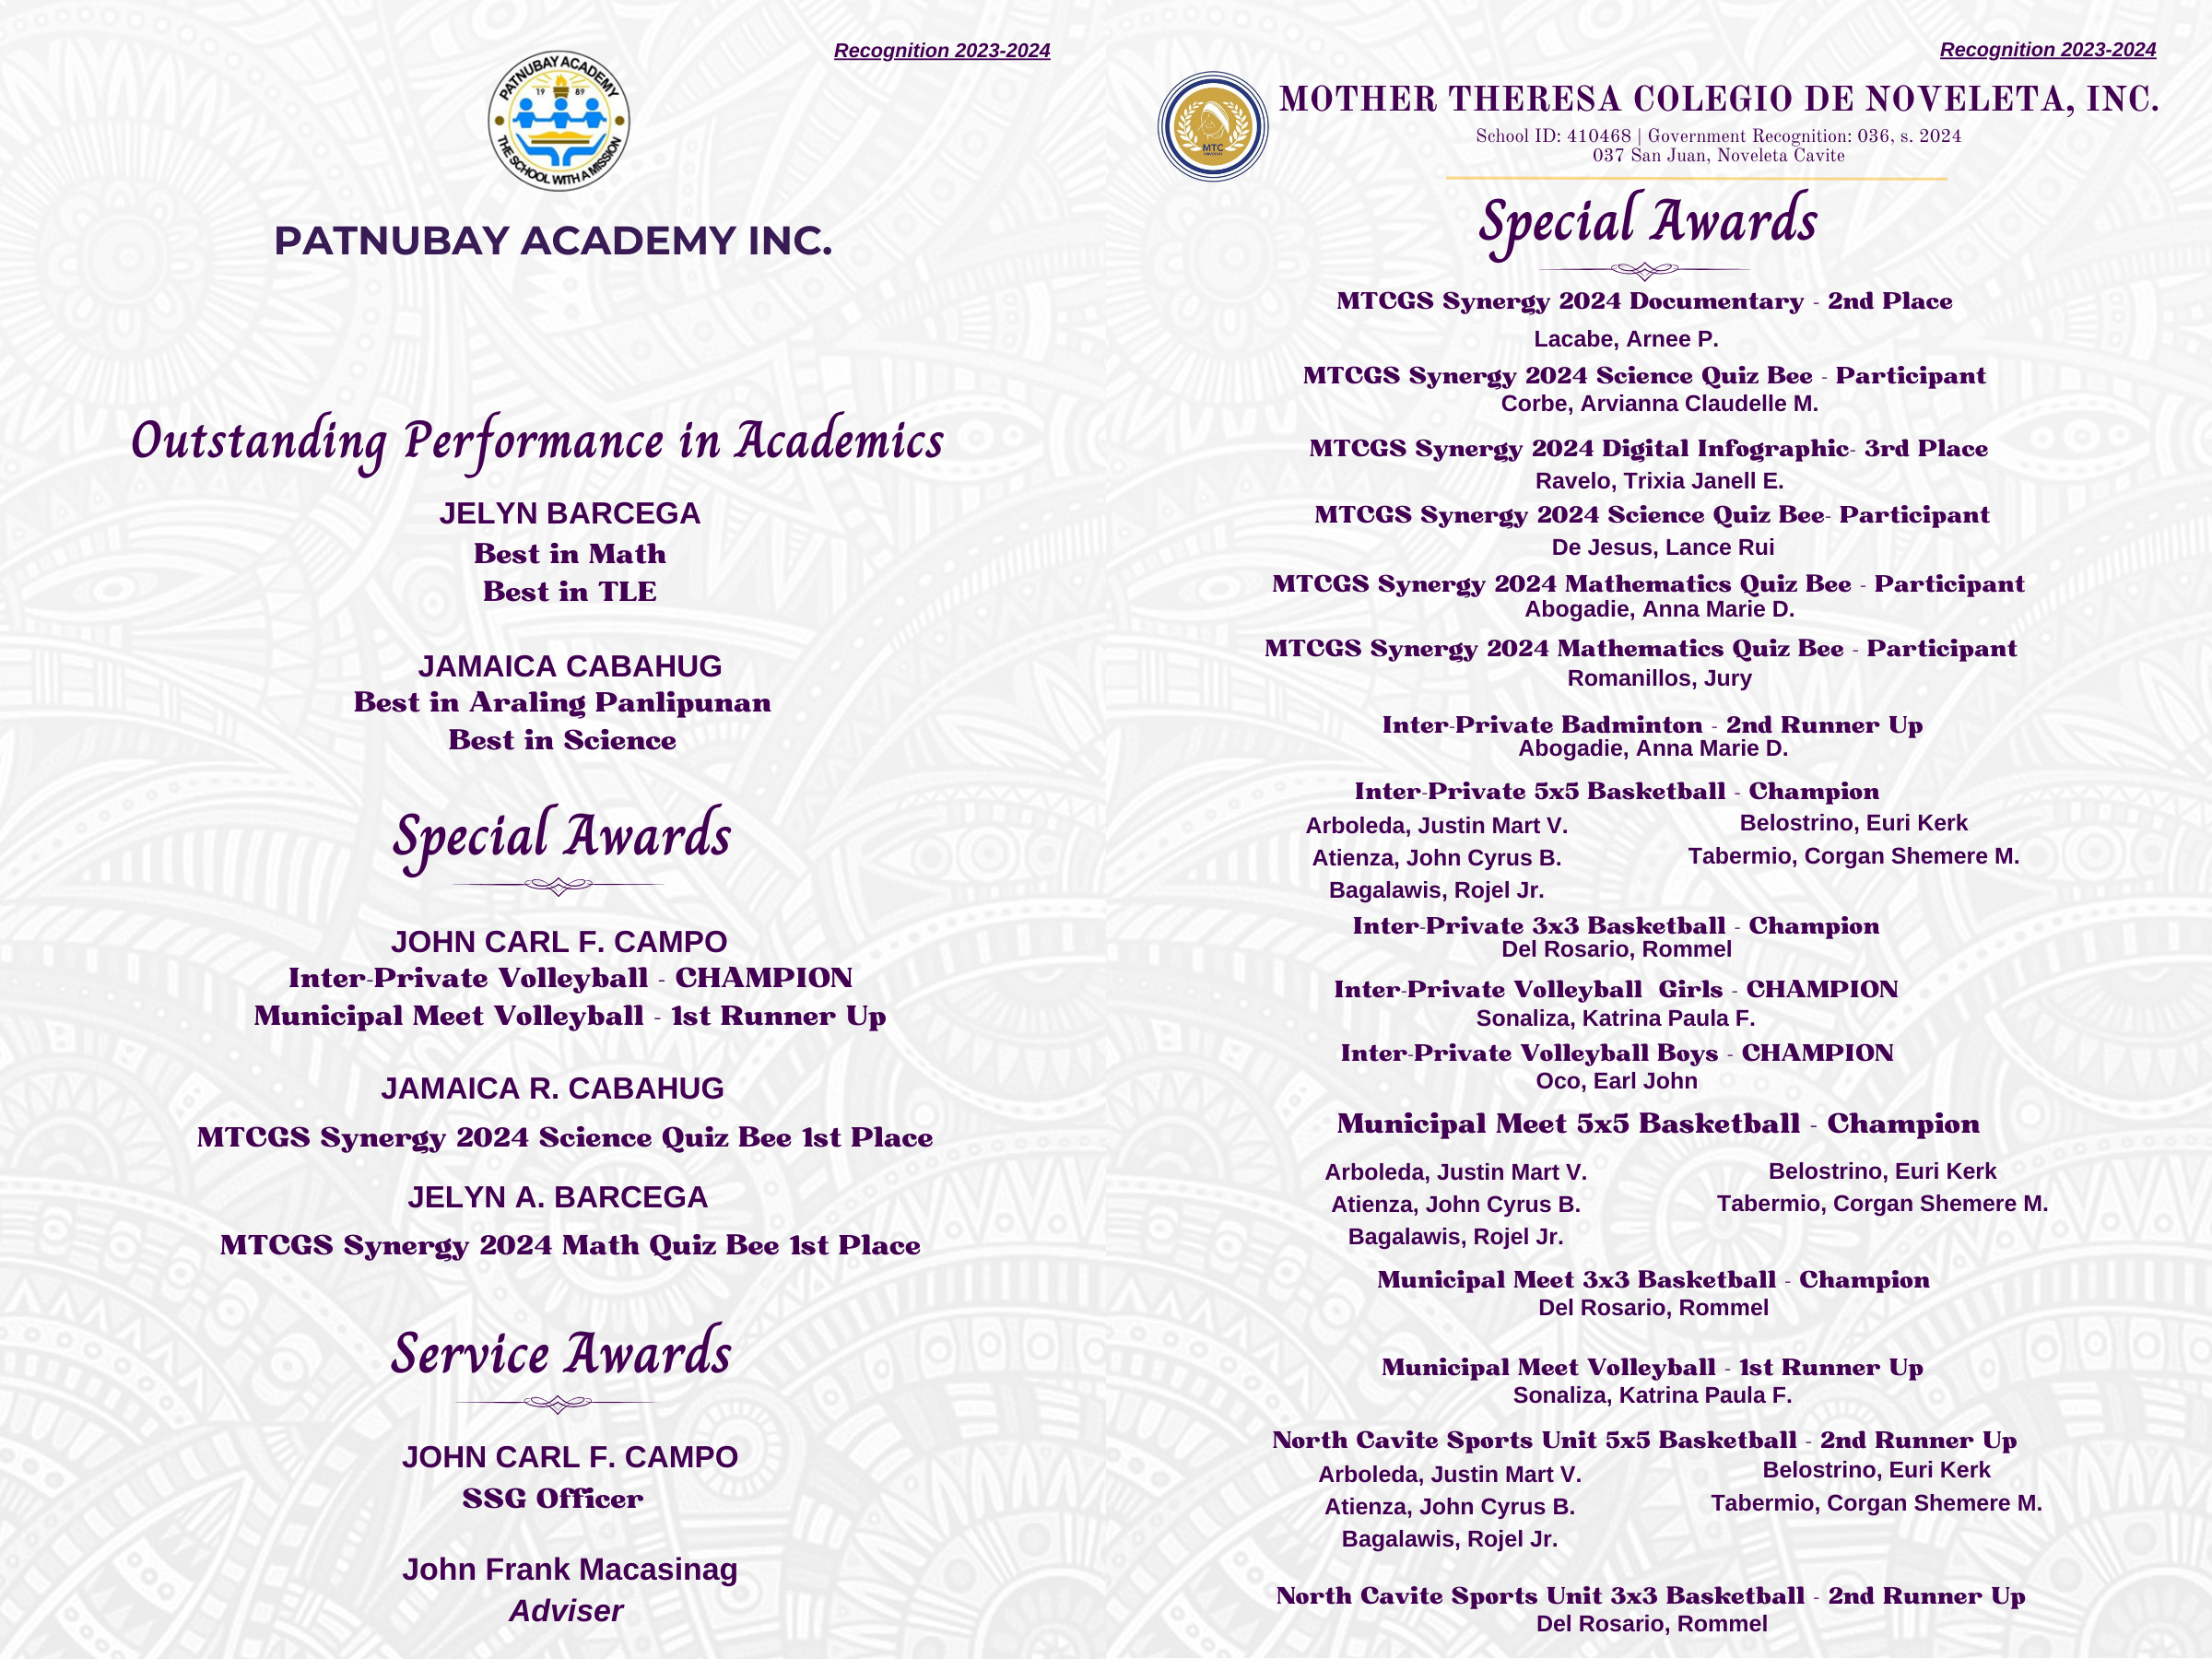 Recognition 2023-2024
PATNUBAY ACADEMY
19 89
THE SCHOOL WITH A MISSION
PATNUBAY ACADEMY INC.
Outstanding Performance in Academics
JELYN BARCEGA
Best in Math
Best in TLE
JAMAICA CABAHUG
Best in Araling Panlipunan
Best in Science
Special Awards
JOHN CARL F. CAMPO
Inter-Private Volleyball - CHAMPION
Municipal Meet Volleyball - 1st Runner Up
JAMAICA R. CABAHUG
MTCGS Synergy 2024 Science Quiz Bee 1st Place
JELYN A. BARCEGA
MTCGS Synergy 2024 Math Quiz Bee 1st Place
Service Awards
JOHN CARL F. CAMPO
SSG Officer
John Frank Macasinag
Adviser
Recognition 2023-2024
MTC
MOTHER THERESA COLEGIO DE NOVELETA, INC.
School ID: 410468 | Government Recognition: 036, s. 2024
037 San Juan, Noveleta Cavite
Special Awards
MTCGS Synergy 2024 Documentary - 2nd Place
Lacabe, Arnee P.
MTCGS Synergy 2024 Science Quiz Bee - Participant
Corbe, Arvianna Claudelle M.
MTCGS Synergy 2024 Digital Infographic- 3rd Place
Ravelo, Trixia Janell E.
MTCGS Synergy 2024 Science Quiz Bee- Participant
De Jesus, Lance Rui
MTCGS Synergy 2024 Mathematics Quiz Bee - Participant
Abogadie, Anna Marie D.
MTCGS Synergy 2024 Mathematics Quiz Bee - Participant
Romanillos, Jury
Inter-Private Badminton - 2nd Runner Up
Abogadie, Anna Marie D.
Inter-Private 5x5 Basketball - Champion
Arboleda, Justin Mart V.
Atienza, John Cyrus B.
Bagalawis, Rojel Jr.
Belostrino, Euri Kerk
Tabermio, Corgan Shemere M.
Inter-Private 3x3 Basketball - Champion
Del Rosario, Rommel
Inter-Private Volleyball Girls - CHAMPION
Sonaliza, Katrina Paula F.
Inter-Private Volleyball Boys - CHAMPION
Oco, Earl John
Municipal Meet 5x5 Basketball - Champion
Arboleda, Justin Mart V.
Atienza, John Cyrus B.
Bagalawis, Rojel Jr.
Belostrino, Euri Kerk
Tabermio, Corgan Shemere M.
Municipal Meet 3x3 Basketball - Champion
Del Rosario, Rommel
Municipal Meet Volleyball - 1st Runner Up
Sonaliza, Katrina Paula F.
North Cavite Sports Unit 5x5 Basketball - 2nd Runner Up
Arboleda, Justin Mart V.
Atienza, John Cyrus B.
Bagalawis, Rojel Jr.
Belostrino, Euri Kerk
Tabermio, Corgan Shemere M.
North Cavite Sports Unit 3x3 Basketball - 2nd Runner Up
Del Rosario, Rommel